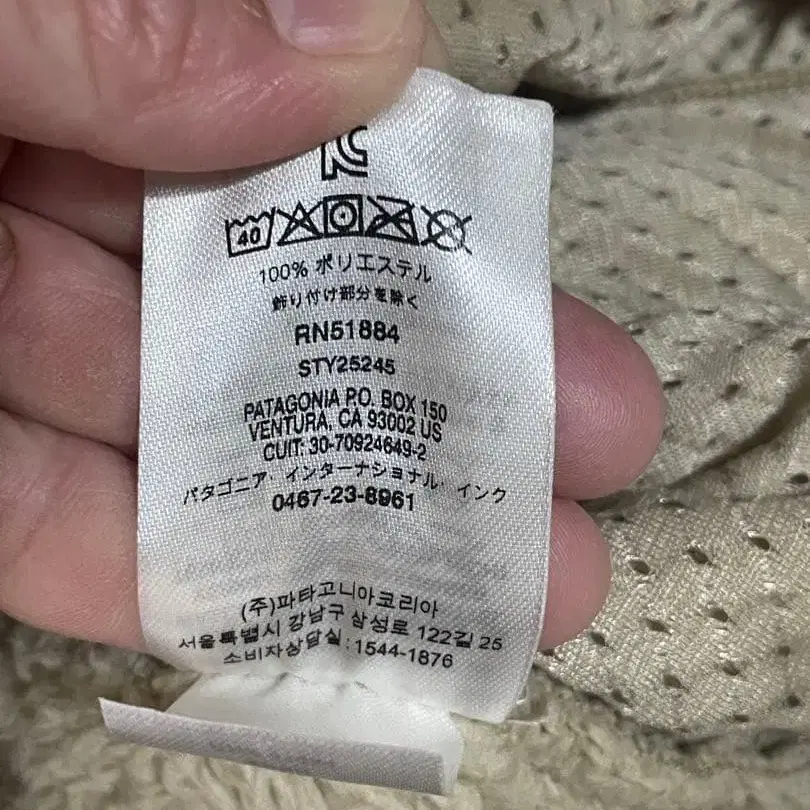 40
100% ポリエステル
飾り付け部分を除く
RN51884
STY25245
PATAGONIA P.O. BOX 150
VENTURA, CA 93002 US
CUIT: 30-70924649-2
パタゴニア・インターナショナル・インク
0467-23-8961
(주)파타고니아코리아
서울특별시 강남구 삼성로 122길 25
소비자상담실:1544-1876